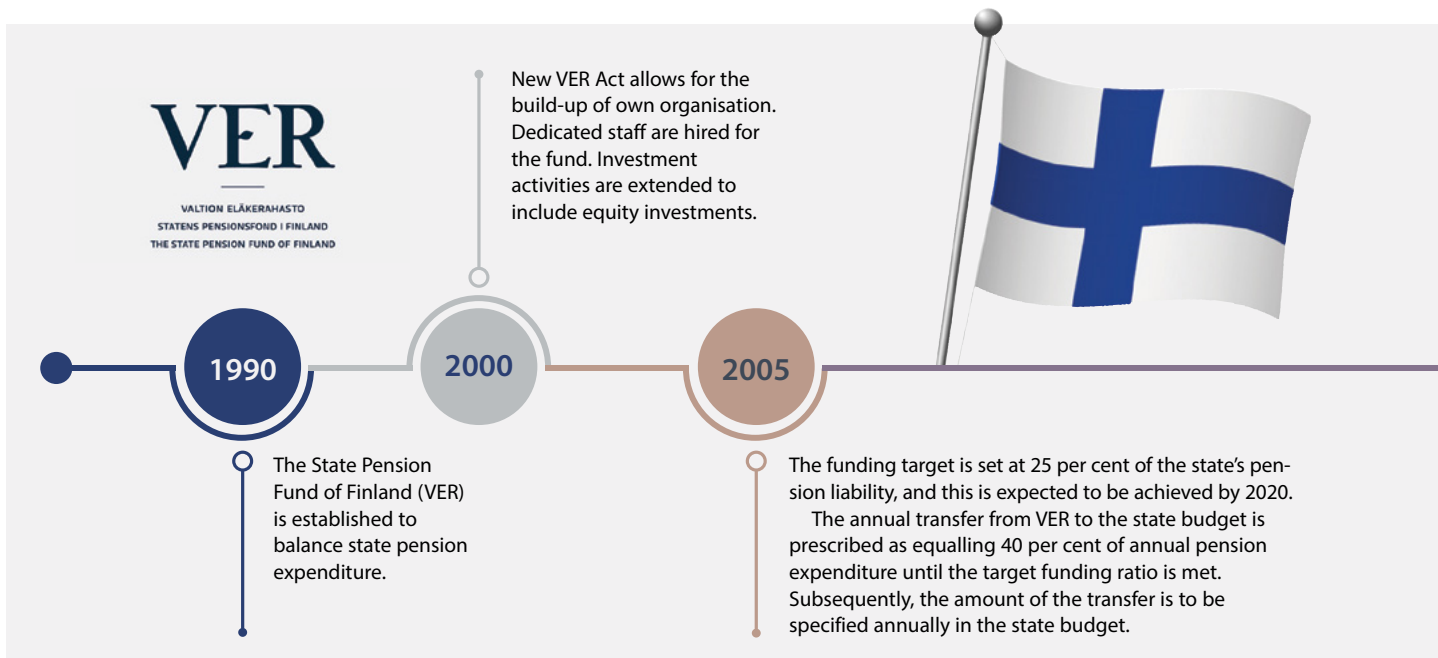 VER
VALTION ELÄKERAHASTO
STATENS PENSIONSFOND I FINLAND
THE STATE PENSION FUND OF FINLAND
New VER Act allows for the
build-up of own organisation.
Dedicated staff are hired for
the fund. Investment
activities are extended to
include equity investments.
1990
2000
2005
The State Pension
Fund of Finland (VER)
is established to
balance state pension
expenditure.
The funding target is set at 25 per cent of the state’s pen-
sion liability, and this is expected to be achieved by 2020.
The annual transfer from VER to the state budget is
prescribed as equalling 40 per cent of annual pension
expenditure until the target funding ratio is met.
Subsequently, the amount of the transfer is to be
specified annually in the state budget.